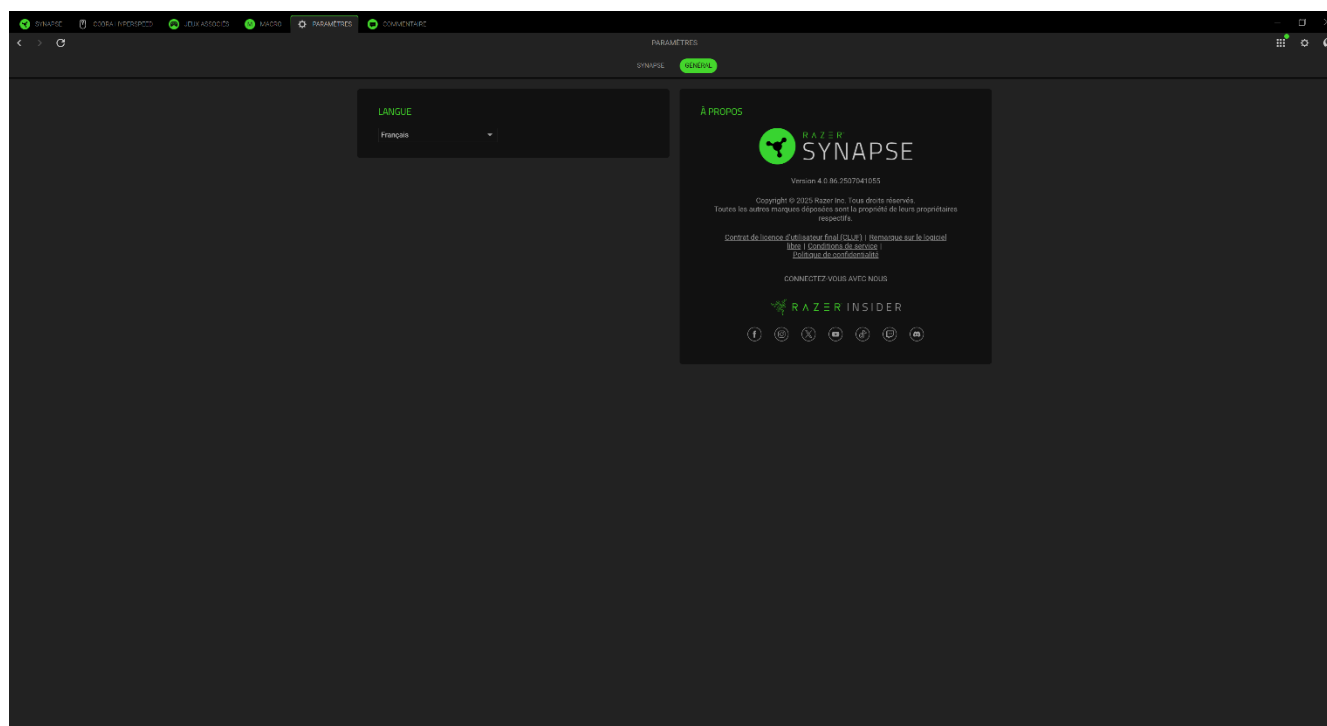 SYNAPSE COBRA HYPERSPEED JEUX ASSOCIÉS MACRO PARAMÈTRES COMMENTAIRE
PARAMÈTRES
SYNAPSE GÉNÉRAL
LANGUE
Français
À PROPOS
RAZER
SYNAPSE
Version 4.0.86.2507041055
Copyright © 2025 Razer Inc. Tous droits réservés.
Toutes les autres marques déposées sont la propriété de leurs propriétaires
respectifs.
Contrat de licence d'utilisateur final (CLUF) | Remarque sur le logiciel
libre | Conditions de service |
Politique de confidentialité
CONNECTEZ-VOUS AVEC NOUS
RAZER INSIDER